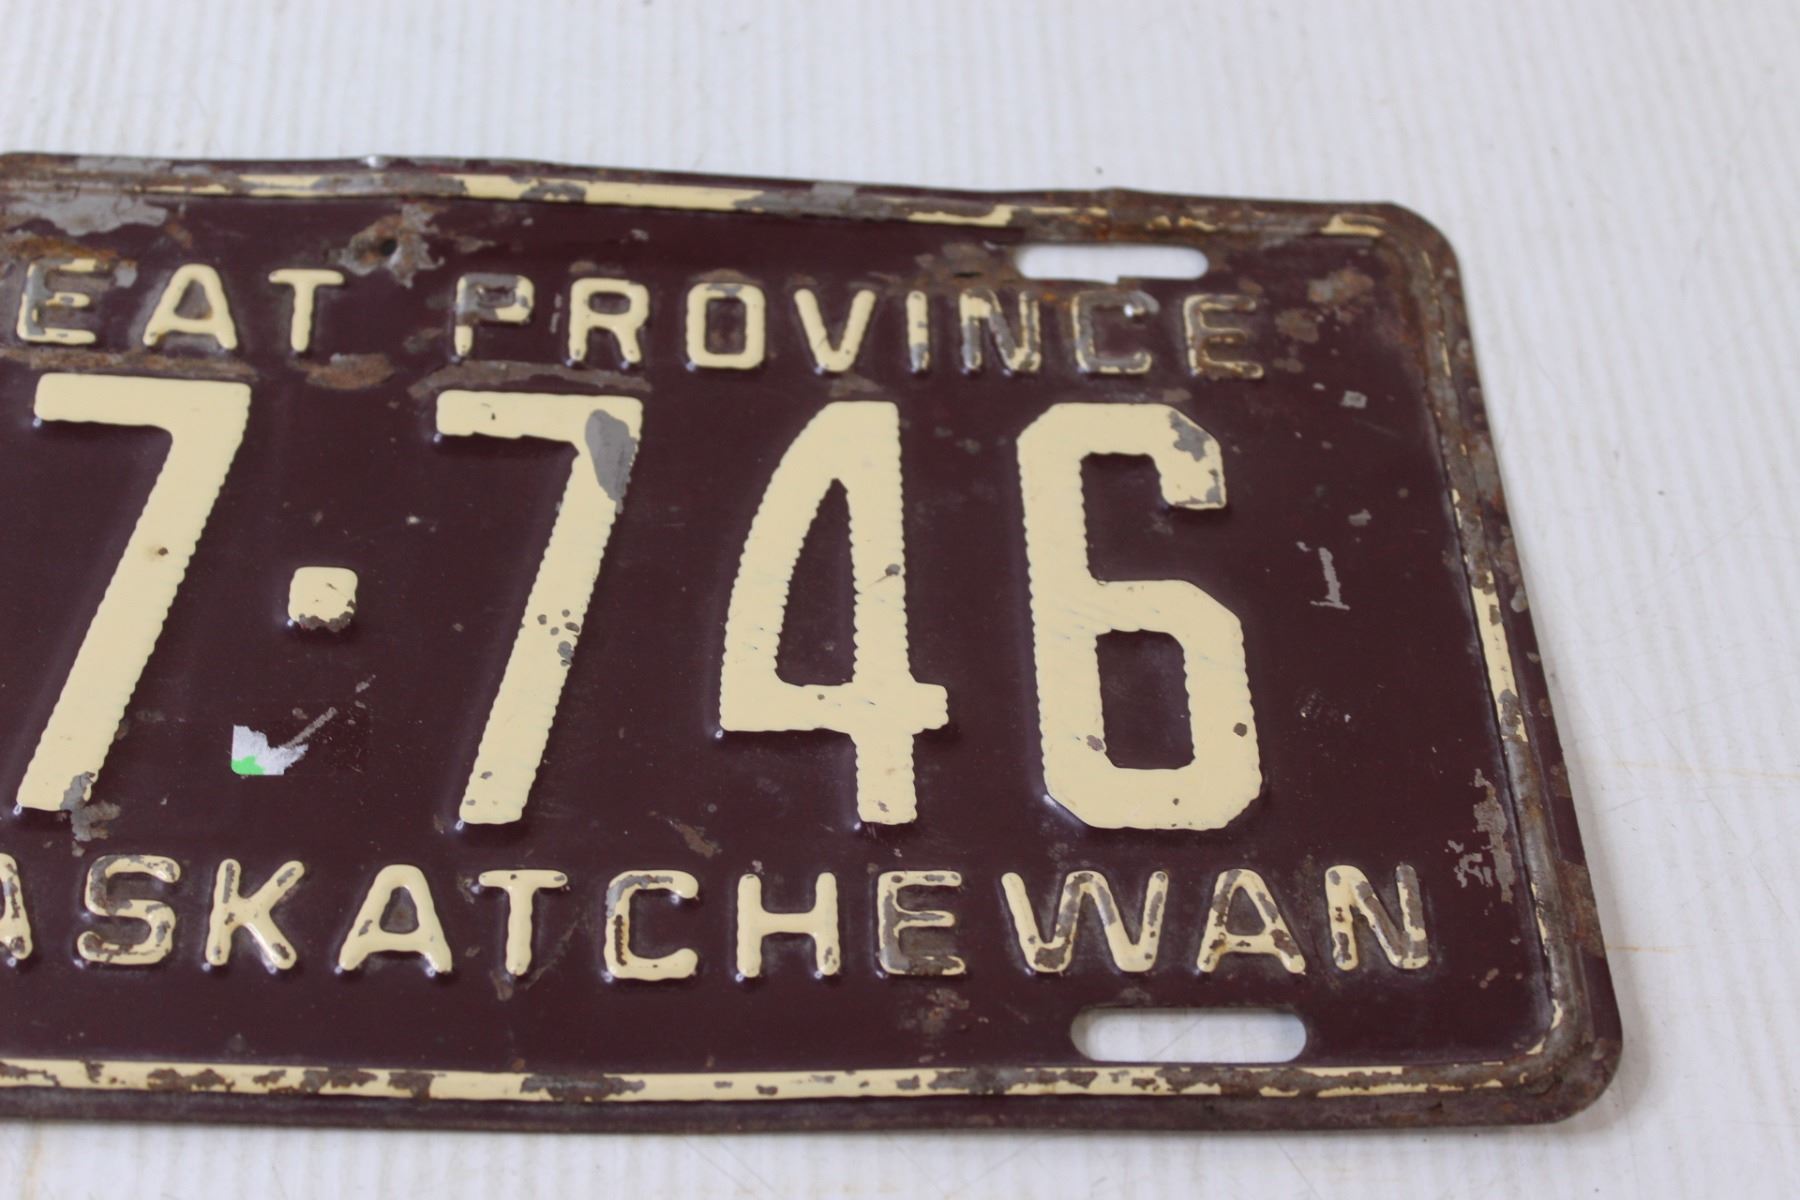 EAT PROVINCE
7·746
ASKATCHEWAN